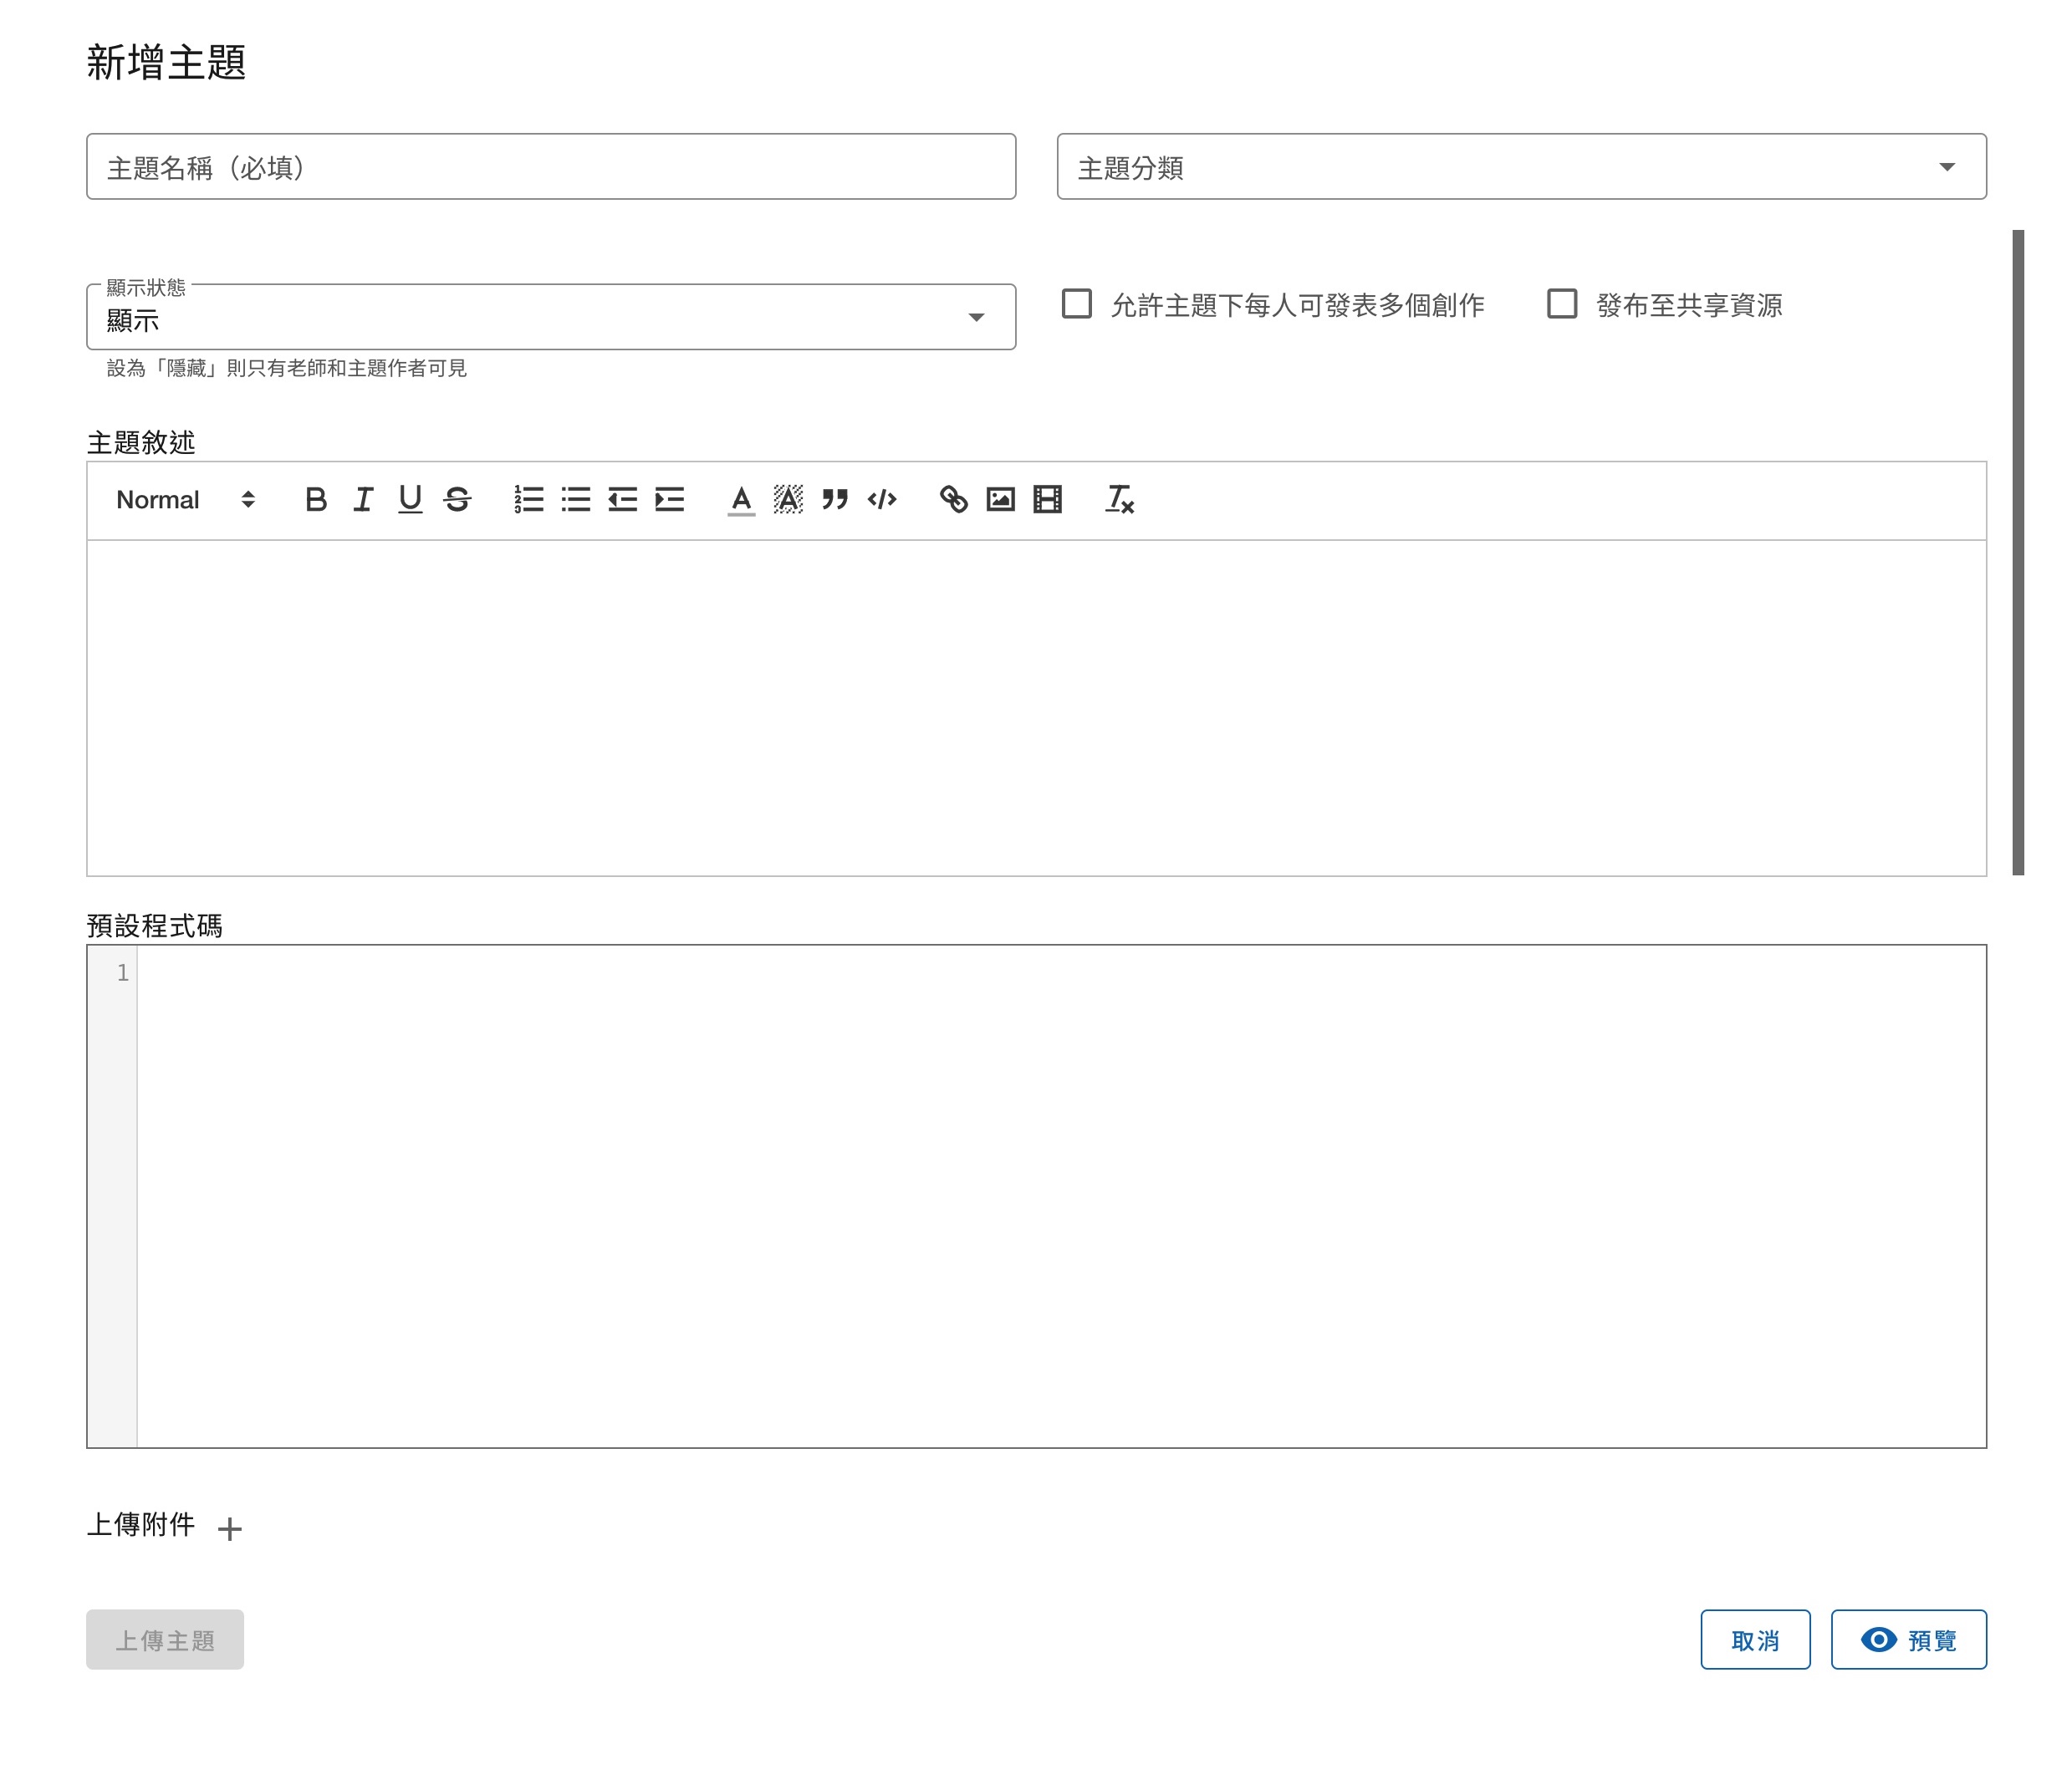 新增主題
主題名稱（必填）
主題分類
顯示狀態
顯示
允許主題下每人可發表多個創作
發布至共享資源
設為「隱藏」則只有老師和主題作者可見
主題敘述
Normal
預設程式碼
1
上傳附件
上傳主題
取消
預覽